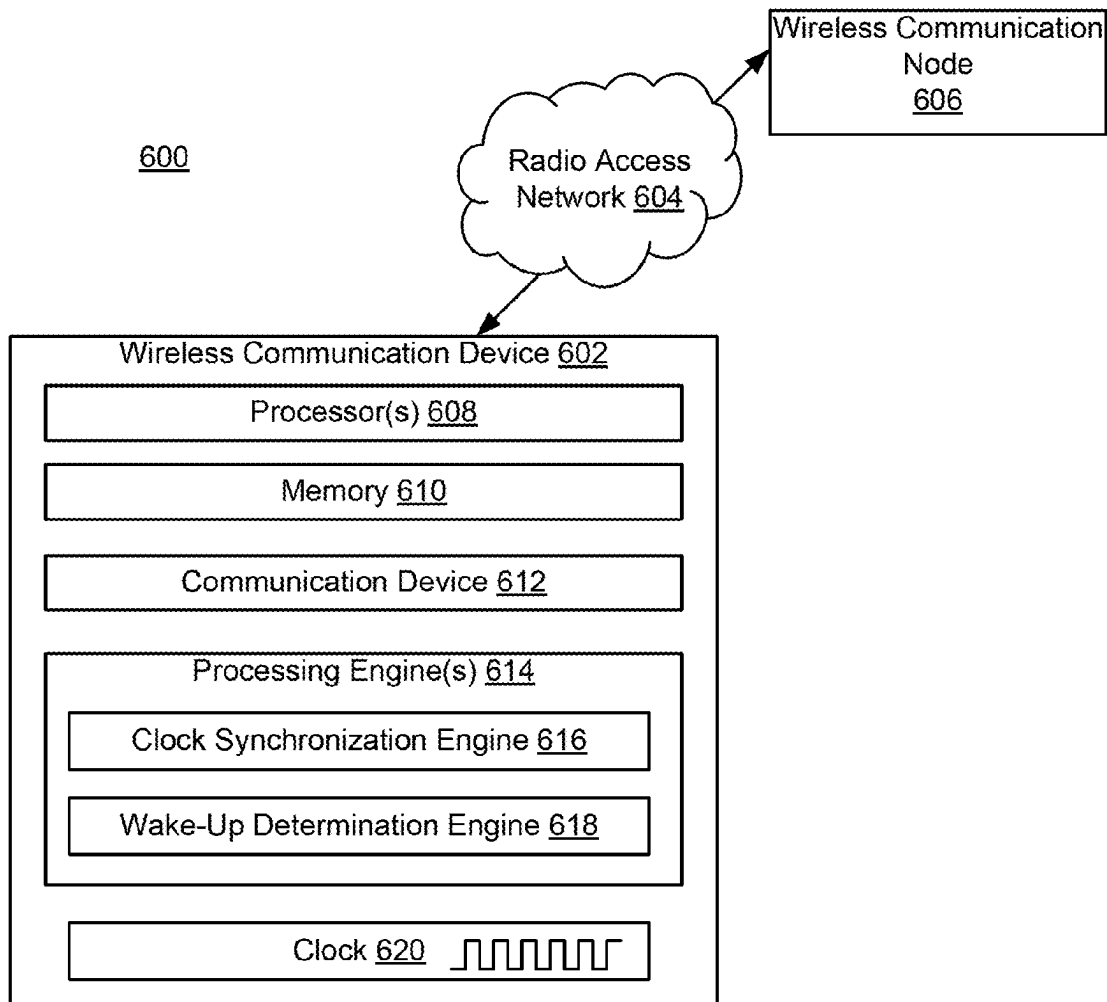 Wireless Communication
Node
606
600
Radio Access
Network 604
Wireless Communication Device 602
Processor(s) 608
Memory 610
Communication Device 612
Processing Engine(s) 614
Clock Synchronization Engine 616
Wake-Up Determination Engine 618
Clock 620